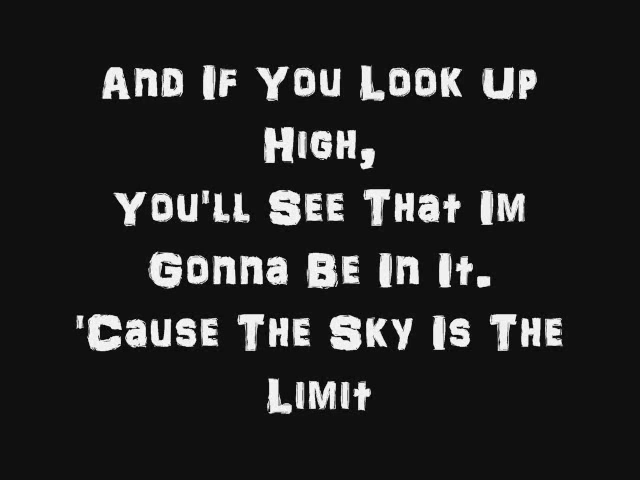 And If You Look Up
High,
You'll See That Im
Gonna Be In It.
'Cause The Sky Is The
Limit